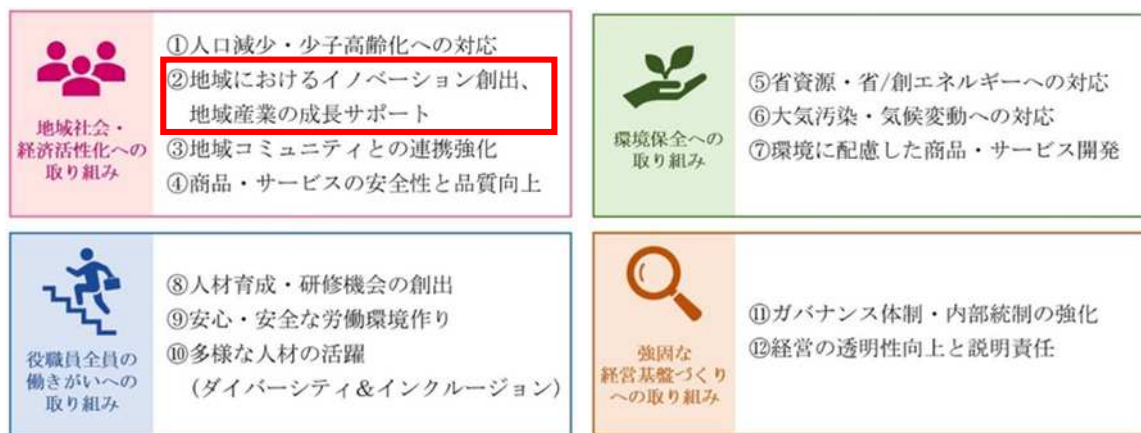 地域社会・
経済活性化への
取り組み
①人口減少・少子高齢化への対応
②地域におけるイノベーション創出、
地域産業の成長サポート
③地域コミュニティとの連携強化
④商品・サービスの安全性と品質向上
環境保全への
取り組み
⑤省資源・省/創エネルギーへの対応
⑥大気汚染・気候変動への対応
⑦環境に配慮した商品・サービス開発
役職員全員の
働きがいへの
取り組み
⑧人材育成・研修機会の創出
⑨安心・安全な労働環境作り
⑩多様な人材の活躍
(ダイバーシティ&インクルージョン)
強固な
経営基盤づくり
への取り組み
⑪ガバナンス体制・内部統制の強化
⑫経営の透明性向上と説明責任